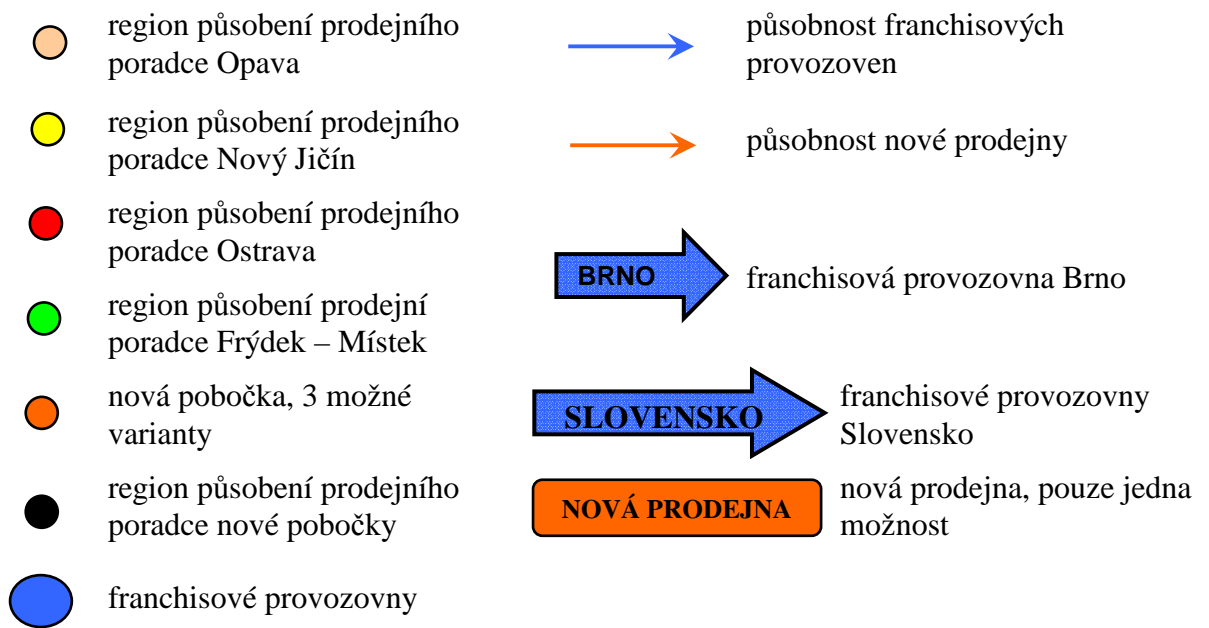 region působení prodejního
poradce Opava
region působení prodejního
poradce Nový Jičín
region působení prodejního
poradce Ostrava
region působení prodejní
poradce Frýdek – Místek
nová pobočka, 3 možné
varianty
region působení prodejního
poradce nové pobočky
franchisové provozovny
působnost franchisových
provozoven
působnost nové prodejny
BRNO
franchisová provozovna Brno
SLOVENSKO
franchisové provozovny
Slovensko
NOVÁ PRODEJNA
nová prodejna, pouze jedna
možnost